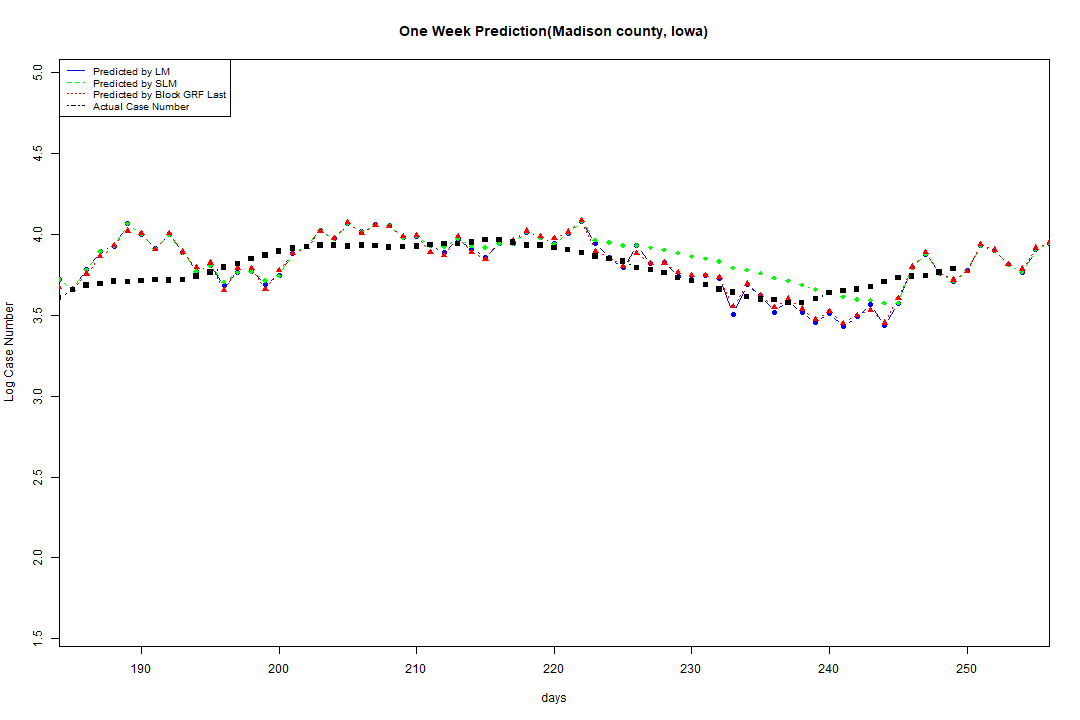 One Week Prediction(Madison county, Iowa)
Predicted by LM
Predicted by SLM
Predicted by Block GRF Last
Actual Case Number
5.0
4.5
4.0
3.5
3.0
2.5
2.0
1.5
Log Case Number
190 200 210 220 230 240 250
days